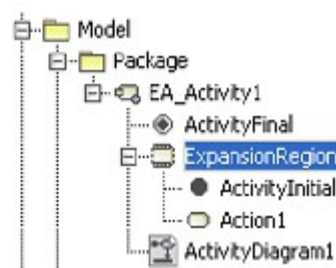 Model
Package
EA_Activity1
ActivityFinal
ExpansionRegion
ActivityInitial
Action1
ActivityDiagram1